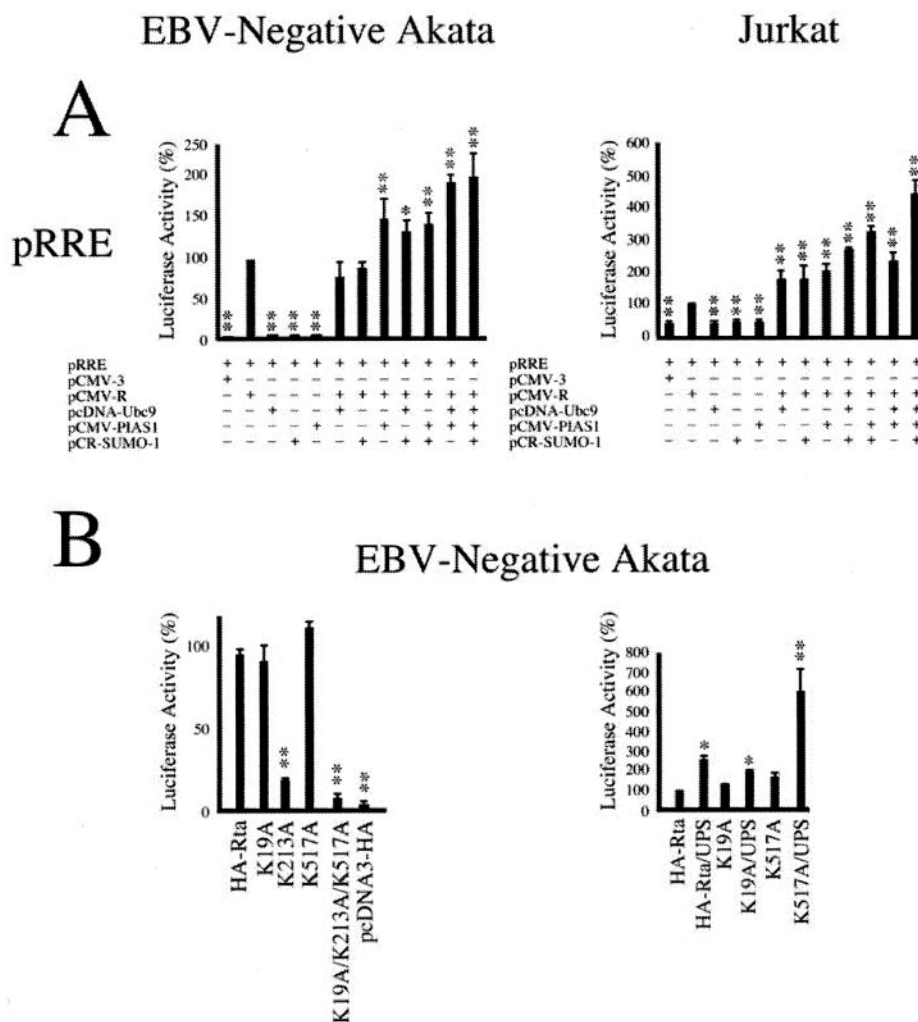 EBV-Negative Akata
Jurkat
A
pRRE
Luciferase Activity (%)
250
200
150
100
50
0
** ** ** ** ** * ** ** **
pRRE + + + + + + + + + + + +
pCMV-3 + − − − − − − − − − − −
pCMV-R − + − − − + + + + + + +
pcDNA-Ubc9 − − + − − + − − + − + +
pCMV-PIAS1 − − − − + − − + − + + +
pCR-SUMO-1 − − − + − − + − + + − +
Luciferase Activity (%)
600
500
400
300
200
100
0
** ** ** ** ** ** ** ** ** ** **
pRRE + + + + + + + + + + + +
pCMV-3 + − − − − − − − − − − −
pCMV-R − + − − − + + + + + + +
pcDNA-Ubc9 − − + − − + − − + − + +
pCMV-PIAS1 − − − − + − − + − + + +
pCR-SUMO-1 − − − + − − + − + + − +
B
EBV-Negative Akata
Luciferase Activity (%)
100
50
0
** ** **
HA-Rta
K19A
K213A
K517A
K19A/K213A/K517A
pcDNA3-HA
Luciferase Activity (%)
800
700
600
500
400
300
200
100
0
* * **
HA-Rta
HA-Rta/UPS
K19A
K19A/UPS
K517A
K517A/UPS